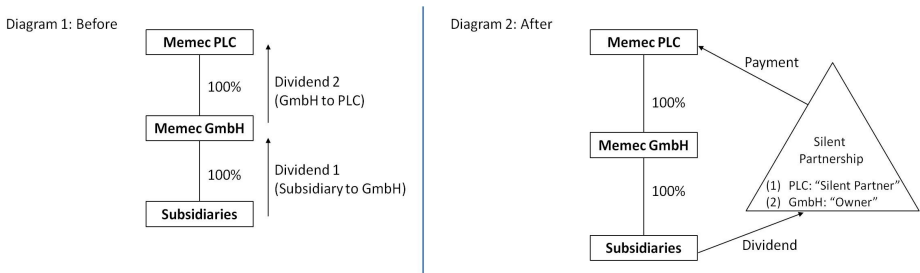 Diagram 1: Before
Memec PLC
100%
Dividend 2
(GmbH to PLC)
Memec GmbH
100%
Dividend 1
(Subsidiary to GmbH)
Subsidiaries
Diagram 2: After
Memec PLC
Payment
100%
Memec GmbH
Silent
Partnership
100%
(1) PLC: “Silent Partner”
(2) GmbH: “Owner”
Subsidiaries
Dividend